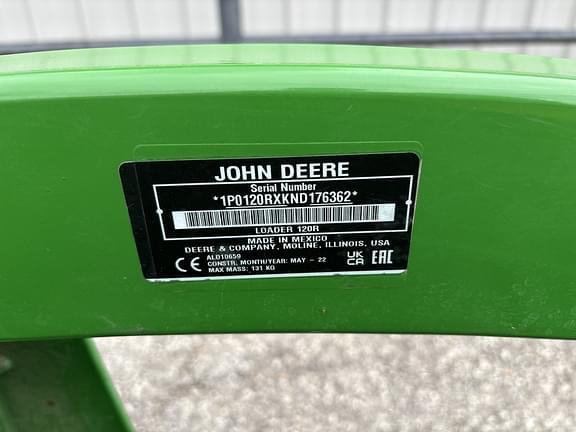 JOHN DEERE
Serial Number
*1P0120RXKND176362*
LOADER 120R
MADE IN MEXICO
DEERE & COMPANY, MOLINE, ILLINOIS, USA
CE AL010659 UK CA EAC
CONSTR. MONTH/YEAR: MAY - 22
MAX MASS: 131 KG